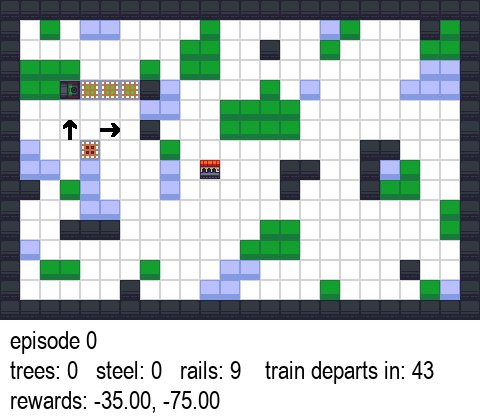 episode 0
trees: 0 steel: 0 rails: 9 train departs in: 43
rewards: -35.00, -75.00